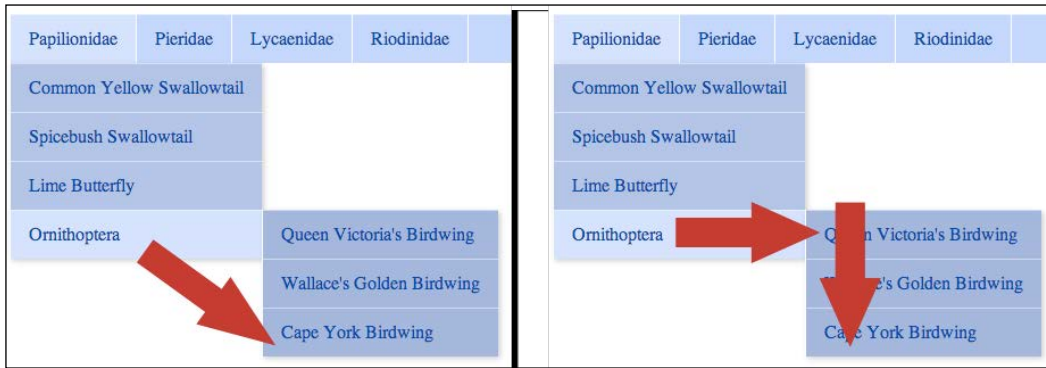 Papilionidae Pieridae Lycaenidae Riodinidae
Common Yellow Swallowtail
Spicebush Swallowtail
Lime Butterfly
Ornithoptera Queen Victoria's Birdwing
Wallace's Golden Birdwing
Cape York Birdwing
Papilionidae Pieridae Lycaenidae Riodinidae
Common Yellow Swallowtail
Spicebush Swallowtail
Lime Butterfly
Ornithoptera Victoria's Birdwing
Golden Birdwing
Cape York Birdwing